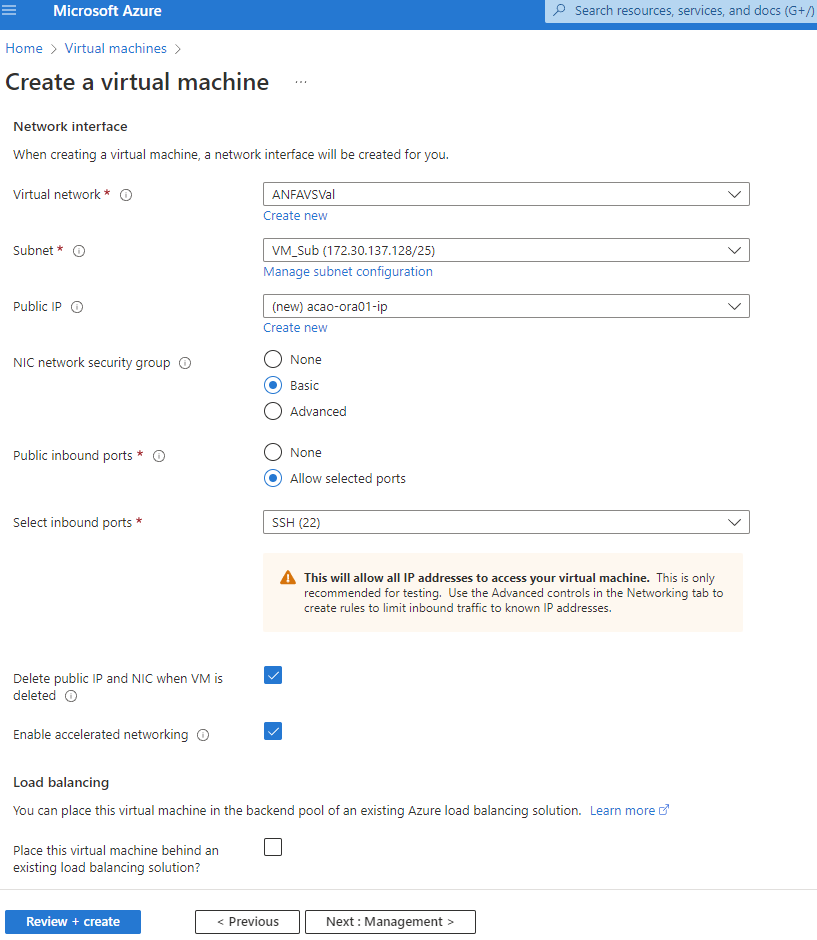 Microsoft Azure
Search resources, services, and docs (G+/)
Home > Virtual machines >
Create a virtual machine ...
Network interface
When creating a virtual machine, a network interface will be created for you.
Virtual network *
ANFAVSVal
Create new
Subnet *
VM_Sub (172.30.137.128/25)
Manage subnet configuration
Public IP
(new) acao-ora01-ip
Create new
NIC network security group
None
Basic
Advanced
Public inbound ports *
None
Allow selected ports
Select inbound ports *
SSH (22)
This will allow all IP addresses to access your virtual machine. This is only
recommended for testing. Use the Advanced controls in the Networking tab to
create rules to limit inbound traffic to known IP addresses.
Delete public IP and NIC when VM is
deleted
Enable accelerated networking
Load balancing
You can place this virtual machine in the backend pool of an existing Azure load balancing solution. Learn more
Place this virtual machine behind an
existing load balancing solution?
Review + create
< Previous
Next : Management >